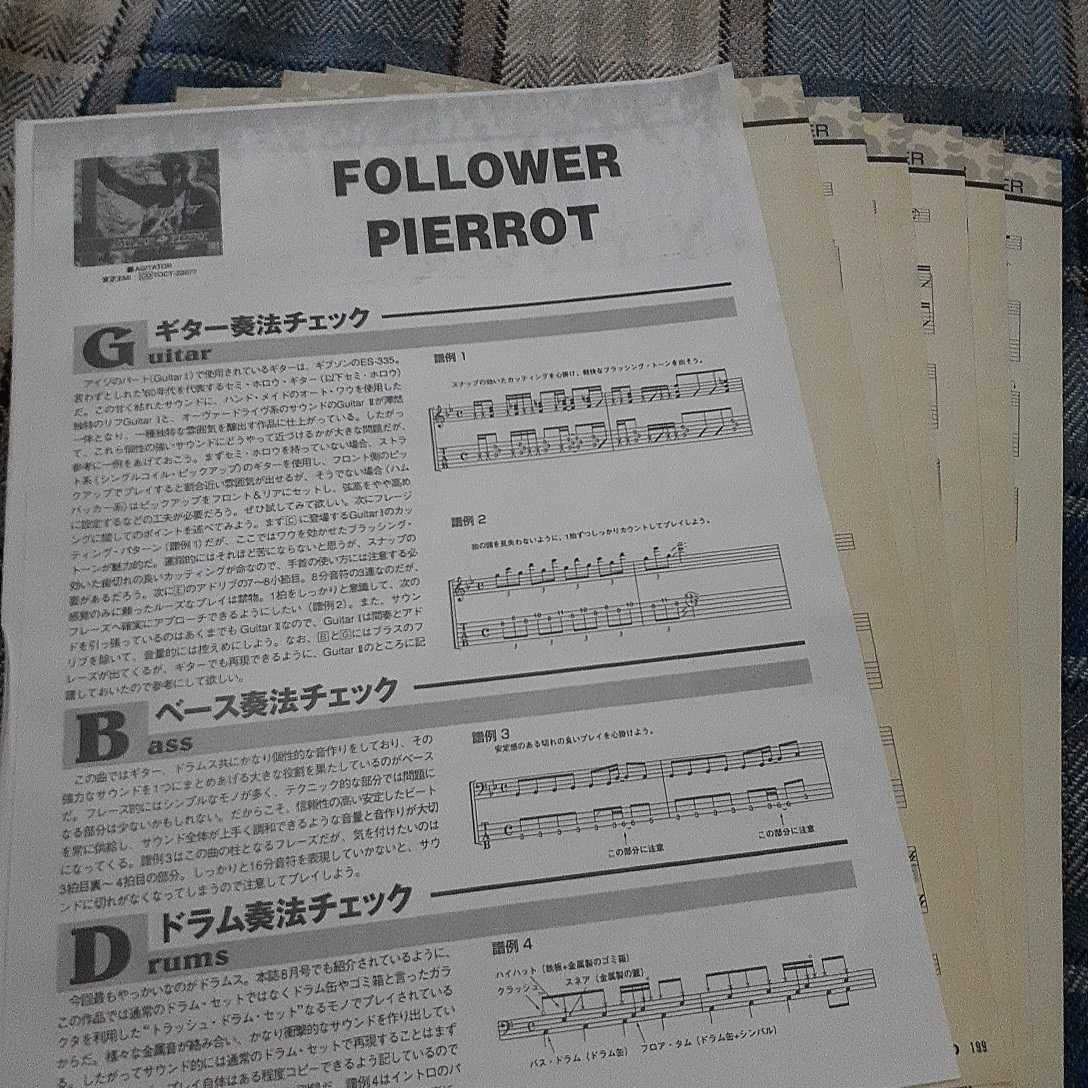 FOLLOWER
PIERROT
■AGITATOR
Guitar
ギター奏法チェック
アイジのパート(Guitar Ⅰ)で使用されているギターは、ギブソンのES-335。
言わずとしれた'60年代を代表するセミ・ホロウ・ギター(以下セミ・ホロウ)
だ。この甘く枯れたサウンドに、ハンド・メイドのオート・ワウを使用した
独特のリフGuitar Ⅰと、オーヴァードライヴ系のサウンドのGuitar Ⅱが渾然
一体となり、一種独特な雰囲気を醸出す作品に仕上がっている。したがっ
て、これら個性の強いサウンドにどうやって近づけるかが大きな問題だが、
参考に一例をあげておこう。まずセミ・ホロウを持っていない場合、ストラ
ト系(シングルコイル・ピックアップ)のギターを使用し、フロント側のピッ
クアップでプレイすると割合近い雰囲気が出せるが、そうでない場合(ハム
バッカー系)はピックアップをフロント&リアにセットし、弦高をやや高め
に設定するなどの工夫が必要だろう。ぜひ試してみて欲しい。次にフレージ
ングに関してのポイントを述べてみよう。まずCに登場するGuitar Ⅰのカッ
ティング・パターン(譜例1)だが、ここではワウを効かせたブラッシング・
トーンが魅力的だ。運指的にはそれほど苦にならないと思うが、スナップの
効いた歯切れの良いカッティングが命なので、手首の使い方には注意する必
要があるだろう。次にEのアドリブの7〜8小節目。8分音符の3連なのだが、
感覚のみに頼ったルーズなプレイは禁物。1拍をしっかりと意識して、次の
フレーズへ確実にアプローチできるようにしたい(譜例2)。また、サウン
ドを引っ張っているのはあくまでもGuitar Ⅱなので、Guitar Ⅰは間奏とアド
リブを除いて、音量的には控えめにしよう。なお、BとGにはブラスのフ
レーズが出てくるが、ギターでも再現できるように、Guitar Ⅱのところに記
譜しておいたので参考にして欲しい。
譜例 1
スナップの効いたカッティングを心掛け、軽快なブラッシング・トーンを出そう。
譜例 2
拍の頭を見失わないように、1拍ずつしっかりカウントしてプレイしよう。
Bass
ベース奏法チェック
この曲ではギター、ドラムス共にかなり個性的な音作りをしており、その
強力なサウンドを1つにまとめあげる大きな役割を果たしているのがベース
だ。フレーズ的にはシンプルなモノが多く、テクニック的な部分では問題に
なる部分は少ないかもしれない。だからこそ、信頼性の高い安定したビート
を常に供給し、サウンド全体が上手く調和できるような音量と音作りが大切
になってくる。譜例3はこの曲の柱となるフレーズだが、気を付けたいのは
3拍目裏〜4拍目の部分。しっかりと16分音符を表現していかないと、サウ
ンドに切れがなくなってしまうので注意してプレイしよう。
譜例 3
安定感のある切れの良いプレイを心掛けよう。
この部分に注意
この部分に注意
Drums
ドラム奏法チェック
今回最もやっかいなのがドラムス。本誌8月号でも紹介されているように、
この作品では通常のドラム・セットではなくドラム缶やゴミ箱と言ったガラ
クタを利用した"トラッシュ・ドラム・セット"なるモノでプレイされている
からだ。様々な金属音が絡み合い、かなり衝撃的なサウンドを作り出してい
る。したがってサウンド的には通常のドラム・セットで再現することはまず
プレイ自体はある程度コピーできるよう記しているので
譜例4はイントロのパ
譜例 4
ハイハット(鉄板+金属製のゴミ箱)
クラッシュ
スネア(金属製の蓋)
バス・ドラム(ドラム缶)
フロア・タム(ドラム缶+シンバル)
ER
ER
ER
199